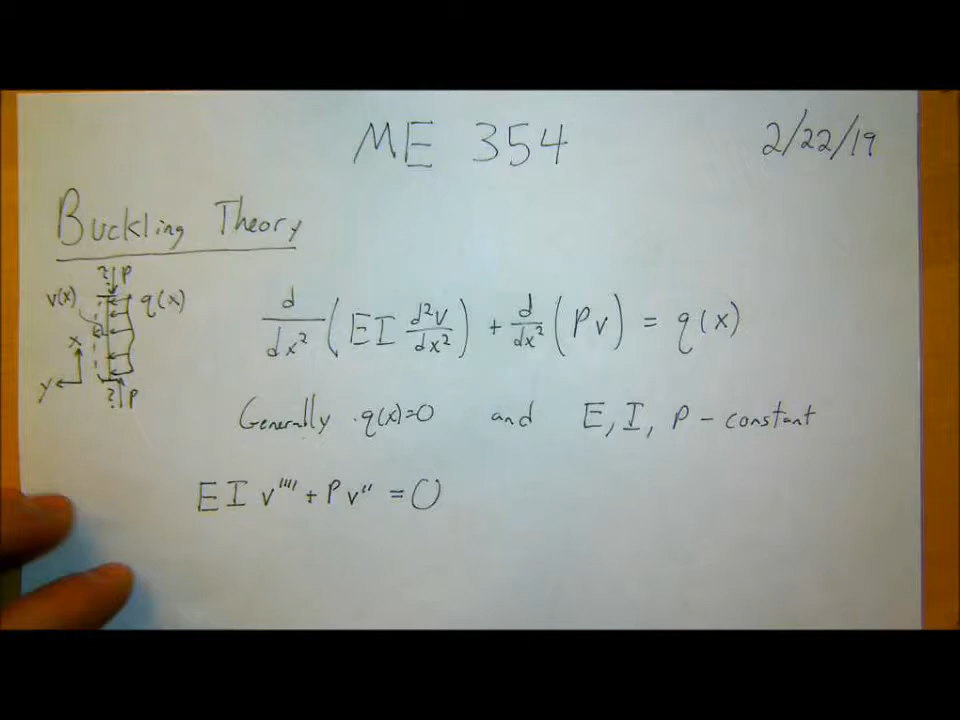 ME 354 2/22/19
Buckling Theory
? P
v(x) q(x)
x
y
? P
d/dx² (EI d²v/dx²) + d/dx² (Pv) = q(x)
Generally q(x)=0 and E, I, P - constant
EI v'''' + P v'' = 0